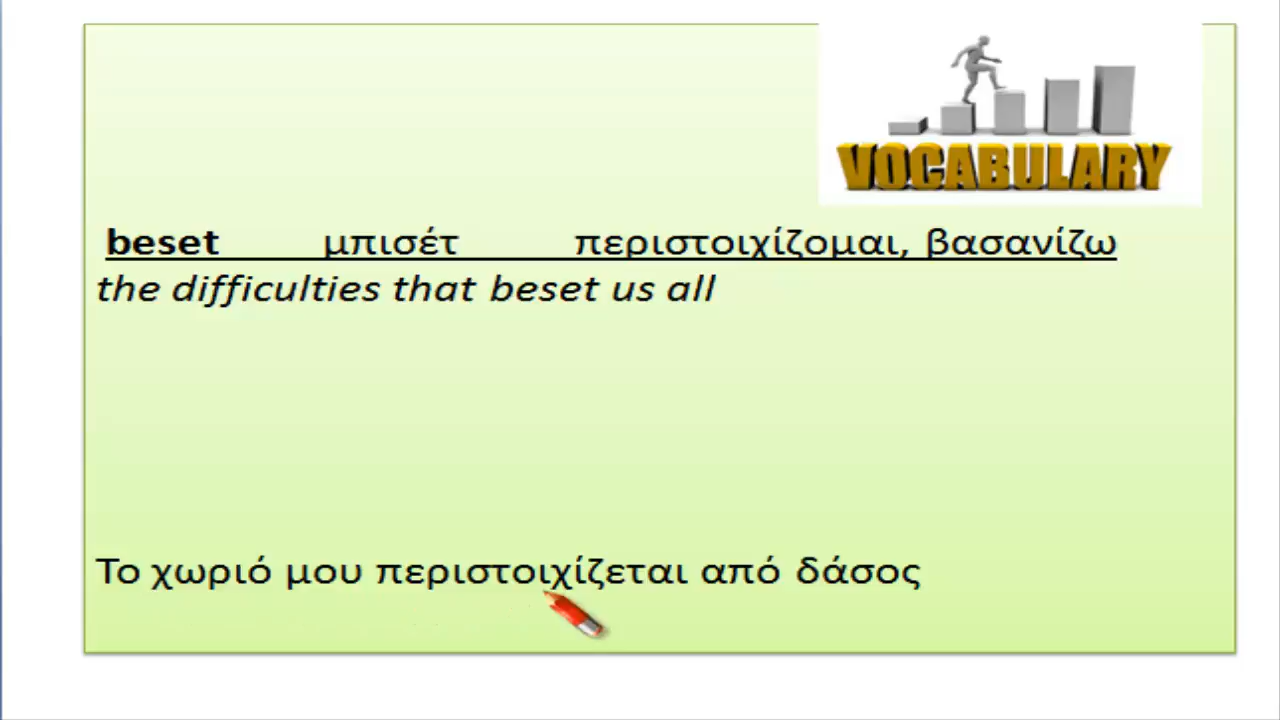 VOCABULARY
beset μπισέτ περιστοιχίζομαι, βασανίζω
the difficulties that beset us all
Το χωριό μου περιστοιχίζεται από δάσος